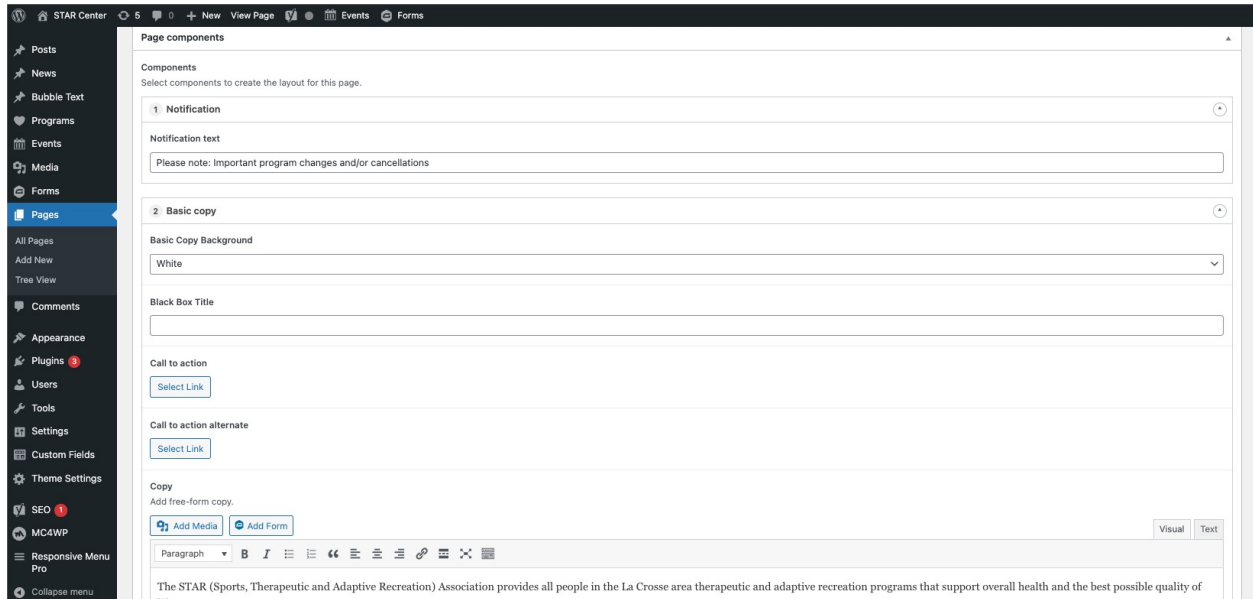 STAR Center 5 0 + New View Page Events Forms
Posts
News
Bubble Text
Programs
Events
Media
Forms
Pages
All Pages
Add New
Tree View
Comments
Appearance
Plugins 3
Users
Tools
Settings
Custom Fields
Theme Settings
SEO 1
MC4WP
Responsive Menu
Pro
Collapse menu
Page components
Components
Select components to create the layout for this page.
1 Notification
Notification text
Please note: Important program changes and/or cancellations
2 Basic copy
Basic Copy Background
White
Black Box Title
Call to action
Select Link
Call to action alternate
Select Link
Copy
Add free-form copy.
Add Media Add Form
Visual Text
Paragraph B I
The STAR (Sports, Therapeutic and Adaptive Recreation) Association provides all people in the La Crosse area therapeutic and adaptive recreation programs that support overall health and the best possible quality of